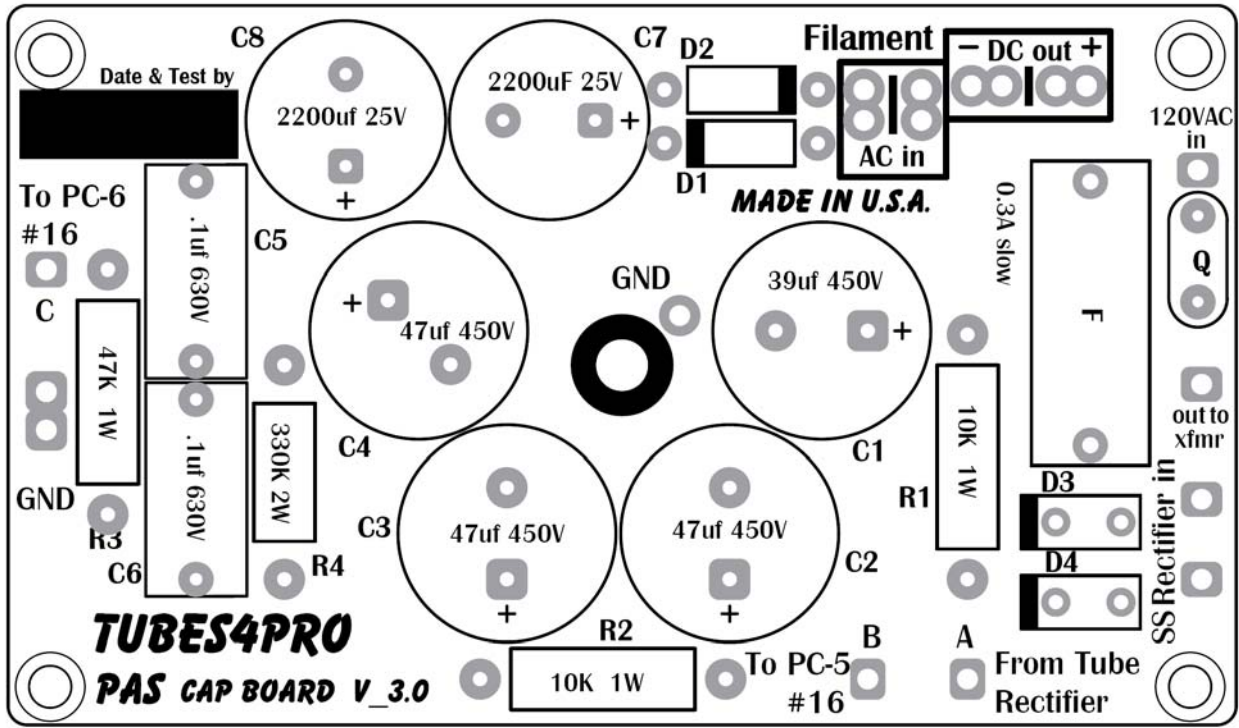 C8
C7
D2
Filament
− DC out +
Date & Test by
2200uf 25V
+
2200uF 25V
+
AC in
120VAC
in
D1
MADE IN U.S.A.
To PC-6
#16
C
.1uf 630V
C5
0.3A slow
Q
GND
+
47uf 450V
39uf 450V
+
F
47K 1W
C4
C1
10K 1W
R1
out to
xfmr
GND
R3
.1uf 630V
330K 2W
C6
R4
C3
47uf 450V
+
47uf 450V
+
C2
D3
D4
SS Rectifier in
TUBES4PRO
PAS CAP BOARD V_3.0
R2
10K 1W
To PC-5
#16
B
A
From Tube
Rectifier